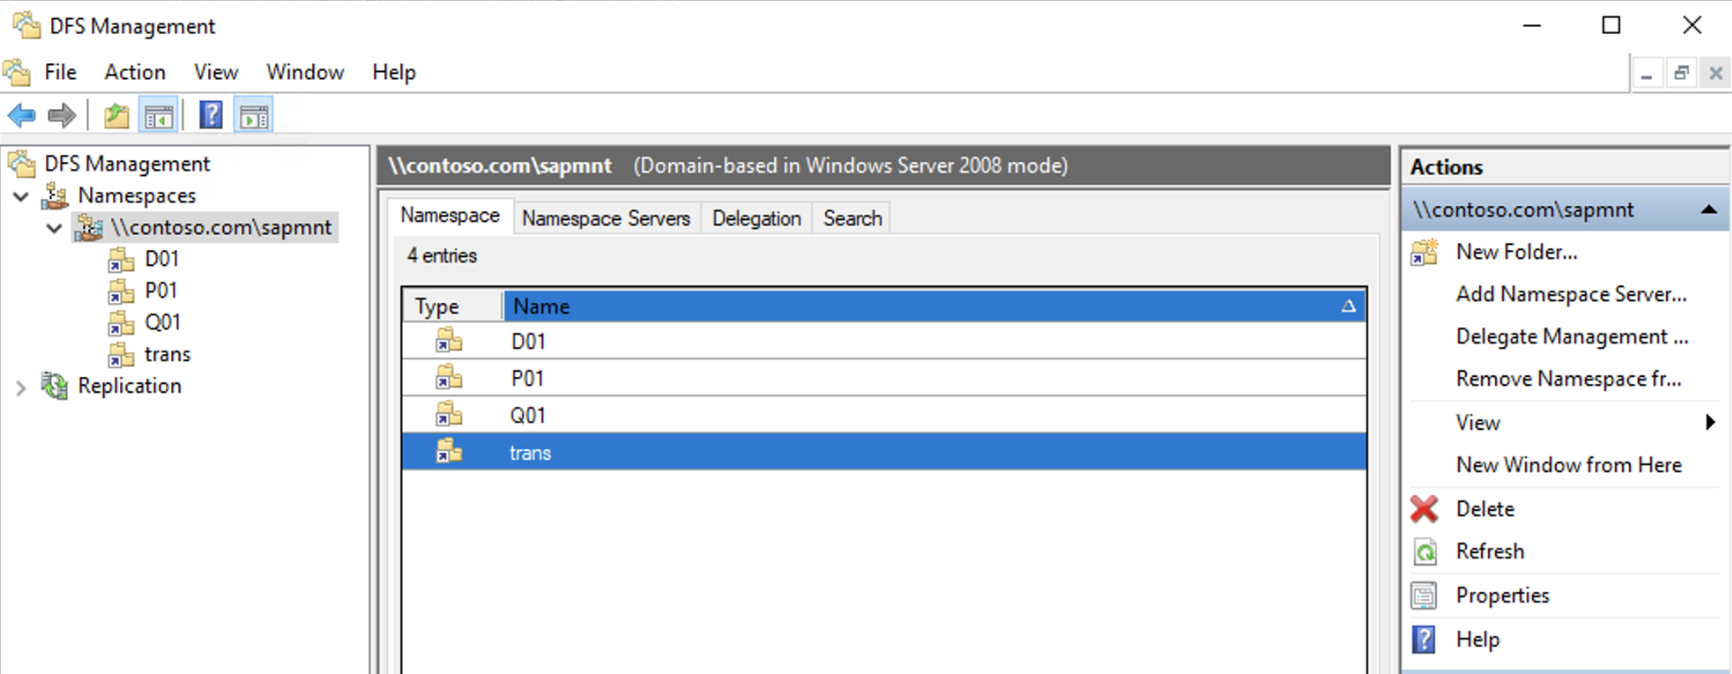 DFS Management
File Action View Window Help
DFS Management
Namespaces
\\contoso.com\sapmnt
D01
P01
Q01
trans
Replication
\\contoso.com\sapmnt (Domain-based in Windows Server 2008 mode)
Namespace Namespace Servers Delegation Search
4 entries
Type Name
D01
P01
Q01
trans
Actions
\\contoso.com\sapmnt
New Folder...
Add Namespace Server...
Delegate Management ...
Remove Namespace fr...
View
New Window from Here
Delete
Refresh
Properties
Help